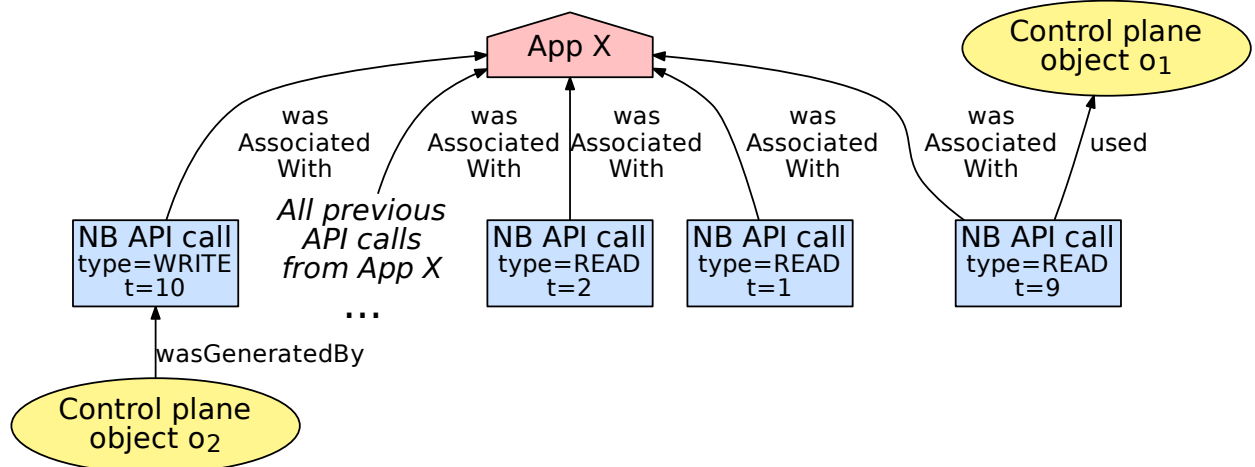 App X
Control plane
object o1
was
Associated
With
was
Associated
With
was
Associated
With
was
Associated
With
was
Associated
With
used
All previous
API calls
from App X
...
NB API call
type=WRITE
t=10
NB API call
type=READ
t=2
NB API call
type=READ
t=1
NB API call
type=READ
t=9
wasGeneratedBy
Control plane
object o2